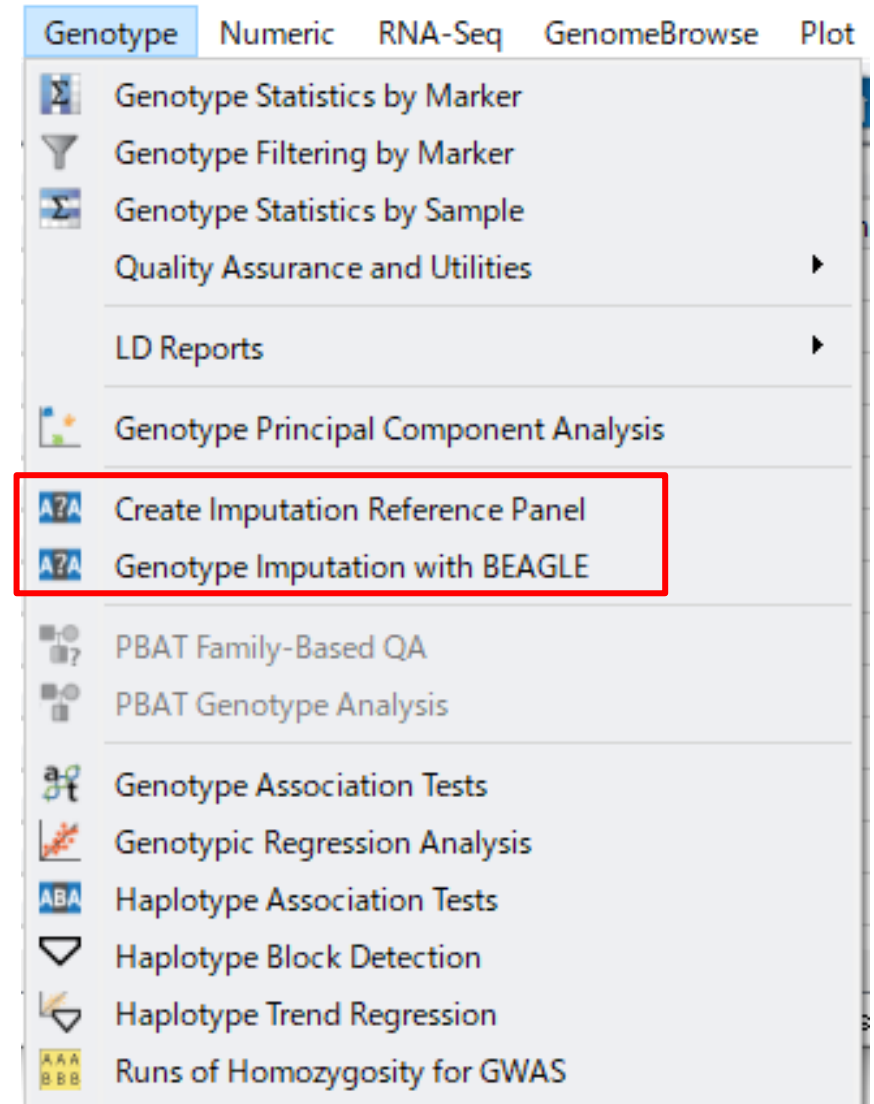 Genotype Numeric RNA-Seq GenomeBrowse Plot
Genotype Statistics by Marker
Genotype Filtering by Marker
Genotype Statistics by Sample
Quality Assurance and Utilities
LD Reports
Genotype Principal Component Analysis
A?A Create Imputation Reference Panel
A?A Genotype Imputation with BEAGLE
PBAT Family-Based QA
PBAT Genotype Analysis
Genotype Association Tests
Genotypic Regression Analysis
ABA Haplotype Association Tests
Haplotype Block Detection
Haplotype Trend Regression
AAA
BBB Runs of Homozygosity for GWAS